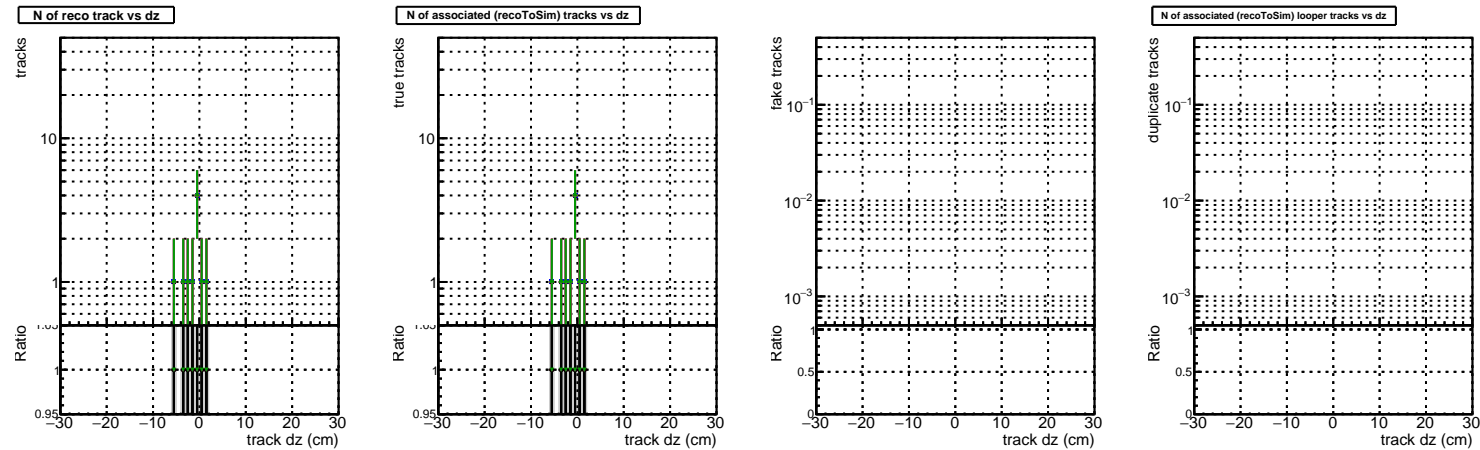 N of reco track vs dz
tracks
10
1
Ratio
1.05
1
0.95
−30 −20 −10 0 10 20 30
track dz (cm)
N of associated (recoToSim) tracks vs dz
true tracks
10
1
Ratio
1.05
1
0.95
−30 −20 −10 0 10 20 30
track dz (cm)
fake tracks
10−1
10−2
10−3
Ratio
1
0.5
0
−30 −20 −10 0 10 20 30
track dz (cm)
N of associated (recoToSim) looper tracks vs dz
duplicate tracks
10−1
10−2
10−3
Ratio
1
0.5
0
−30 −20 −10 0 10 20 30
track dz (cm)